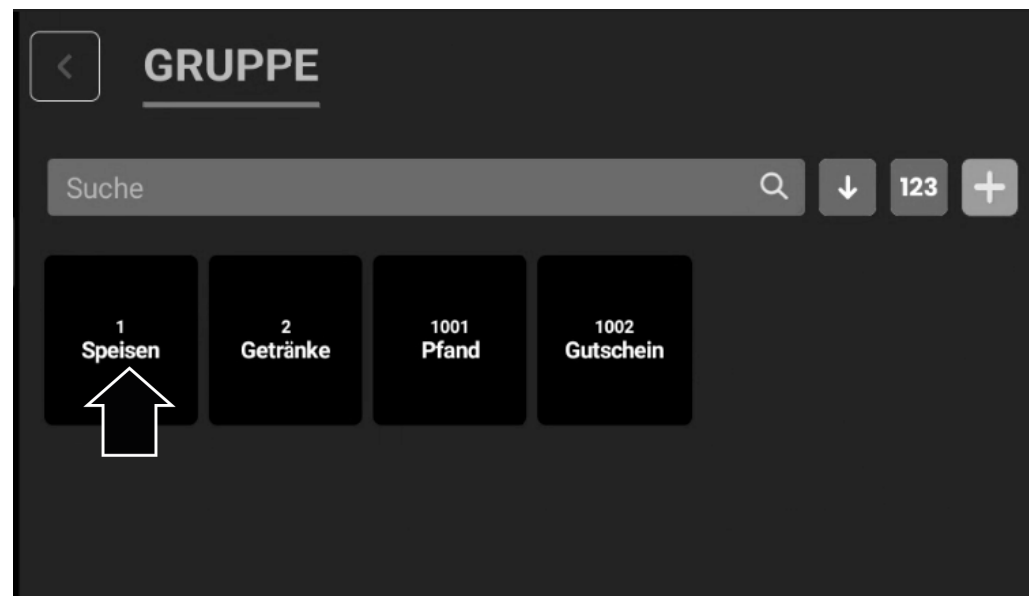 GRUPPE
Suche
123
1
Speisen
2
Getränke
1001
Pfand
1002
Gutschein